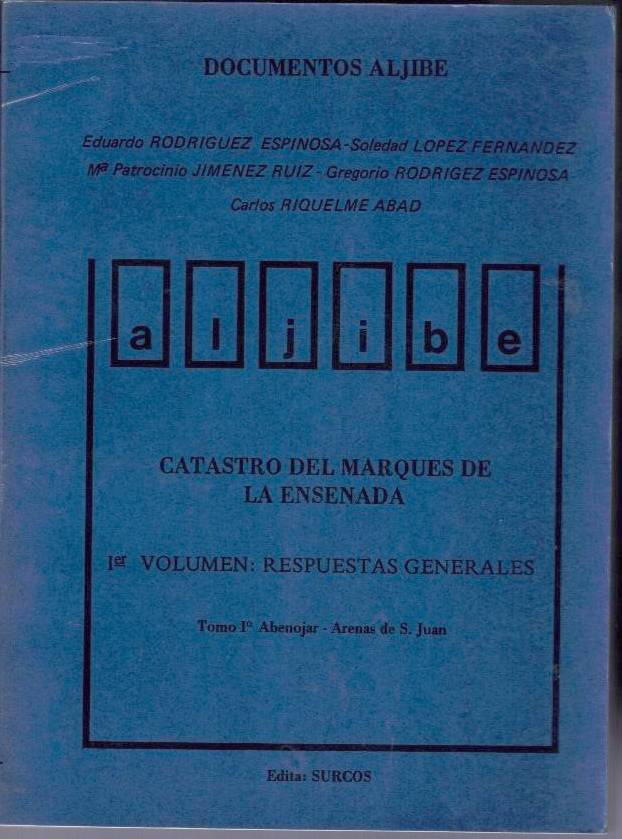 DOCUMENTOS ALJIBE
Eduardo RODRIGUEZ ESPINOSA-Soledad LOPEZ FERNANDEZ
Mª Patrocinio JIMENEZ RUIZ - Gregorio RODRIGEZ ESPINOSA
Carlos RIQUELME ABAD
aljibe
CATASTRO DEL MARQUES DE
LA ENSENADA
Ier VOLUMEN: RESPUESTAS GENERALES
Tomo Iº Abenojar - Arenas de S. Juan
Edita: SURCOS